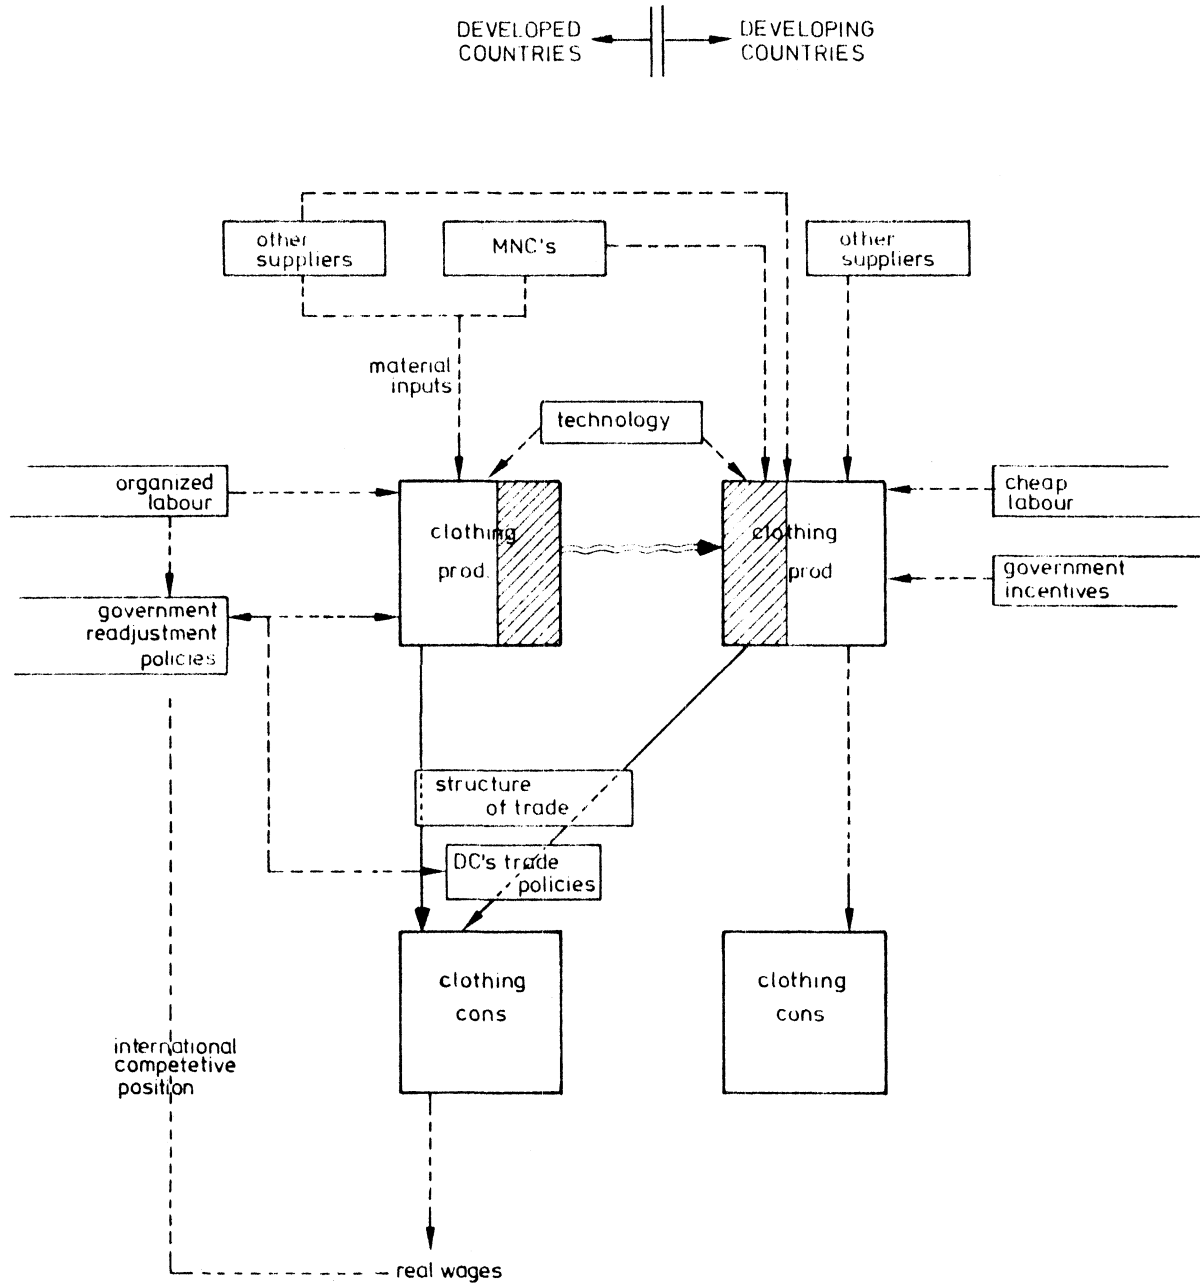 DEVELOPED
COUNTRIES
DEVELOPING
COUNTRIES
other
suppliers
MNC's
other
suppliers
material
inputs
technology
organized
labour
clothing
prod.
clothing
prod
cheap
labour
government
incentives
government
readjustment
policies
structure
of trade
DC's trade
policies
clothing
cons
clothing
cons
international
competetive
position
real wages